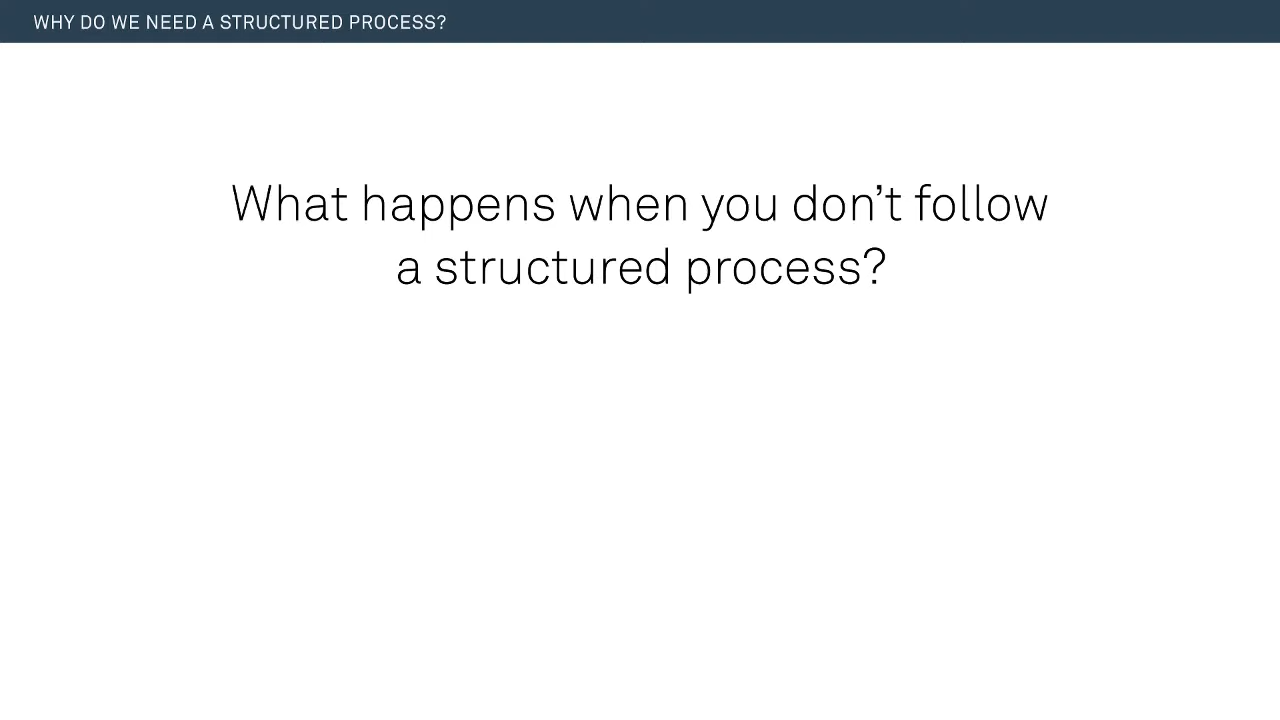 WHY DO WE NEED A STRUCTURED PROCESS?
What happens when you don’t follow
a structured process?